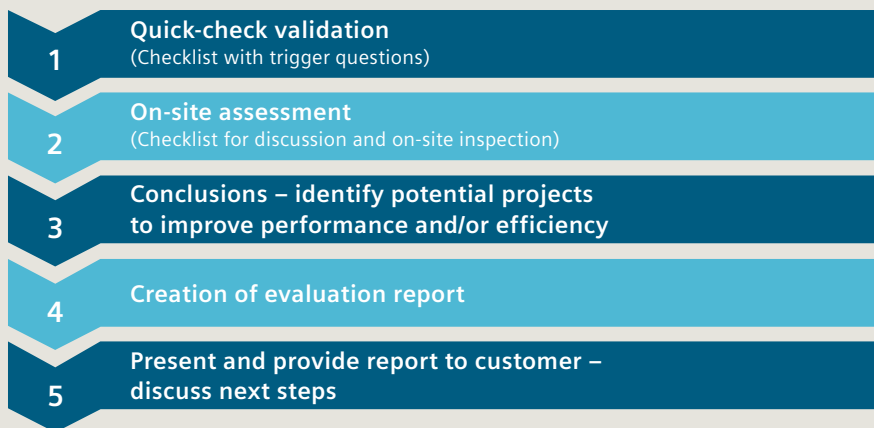 1
Quick-check validation
(Checklist with trigger questions)
2
On-site assessment
(Checklist for discussion and on-site inspection)
3
Conclusions – identify potential projects
to improve performance and/or efficiency
4
Creation of evaluation report
5
Present and provide report to customer –
discuss next steps